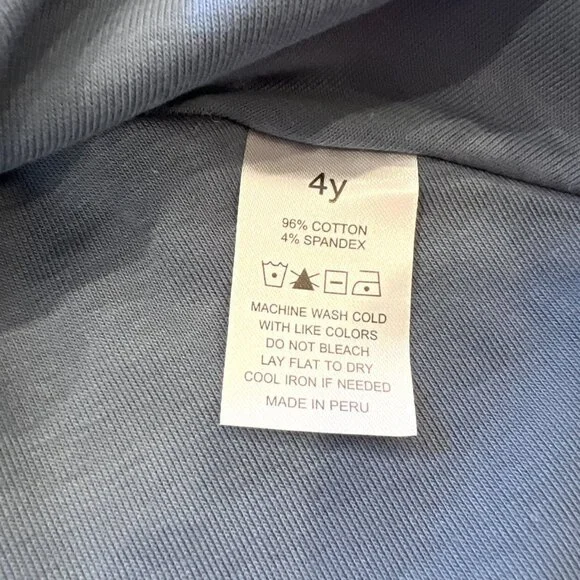 4y
96% COTTON
4% SPANDEX
MACHINE WASH COLD
WITH LIKE COLORS
DO NOT BLEACH
LAY FLAT TO DRY
COOL IRON IF NEEDED
MADE IN PERU